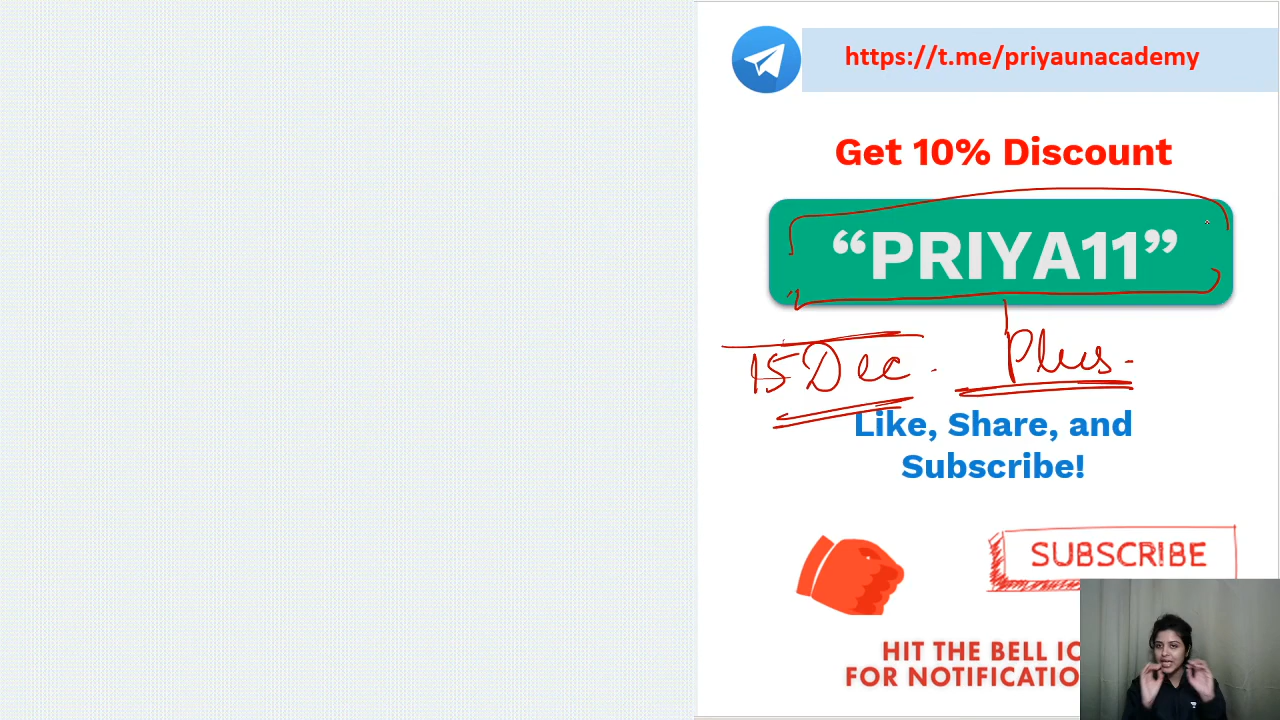 https://t.me/priyaunacademy
Get 10% Discount
“PRIYA11”
15 Dec. Plus.
Like, Share, and
Subscribe!
SUBSCRIBE
HIT THE BELL IC
FOR NOTIFICATIO